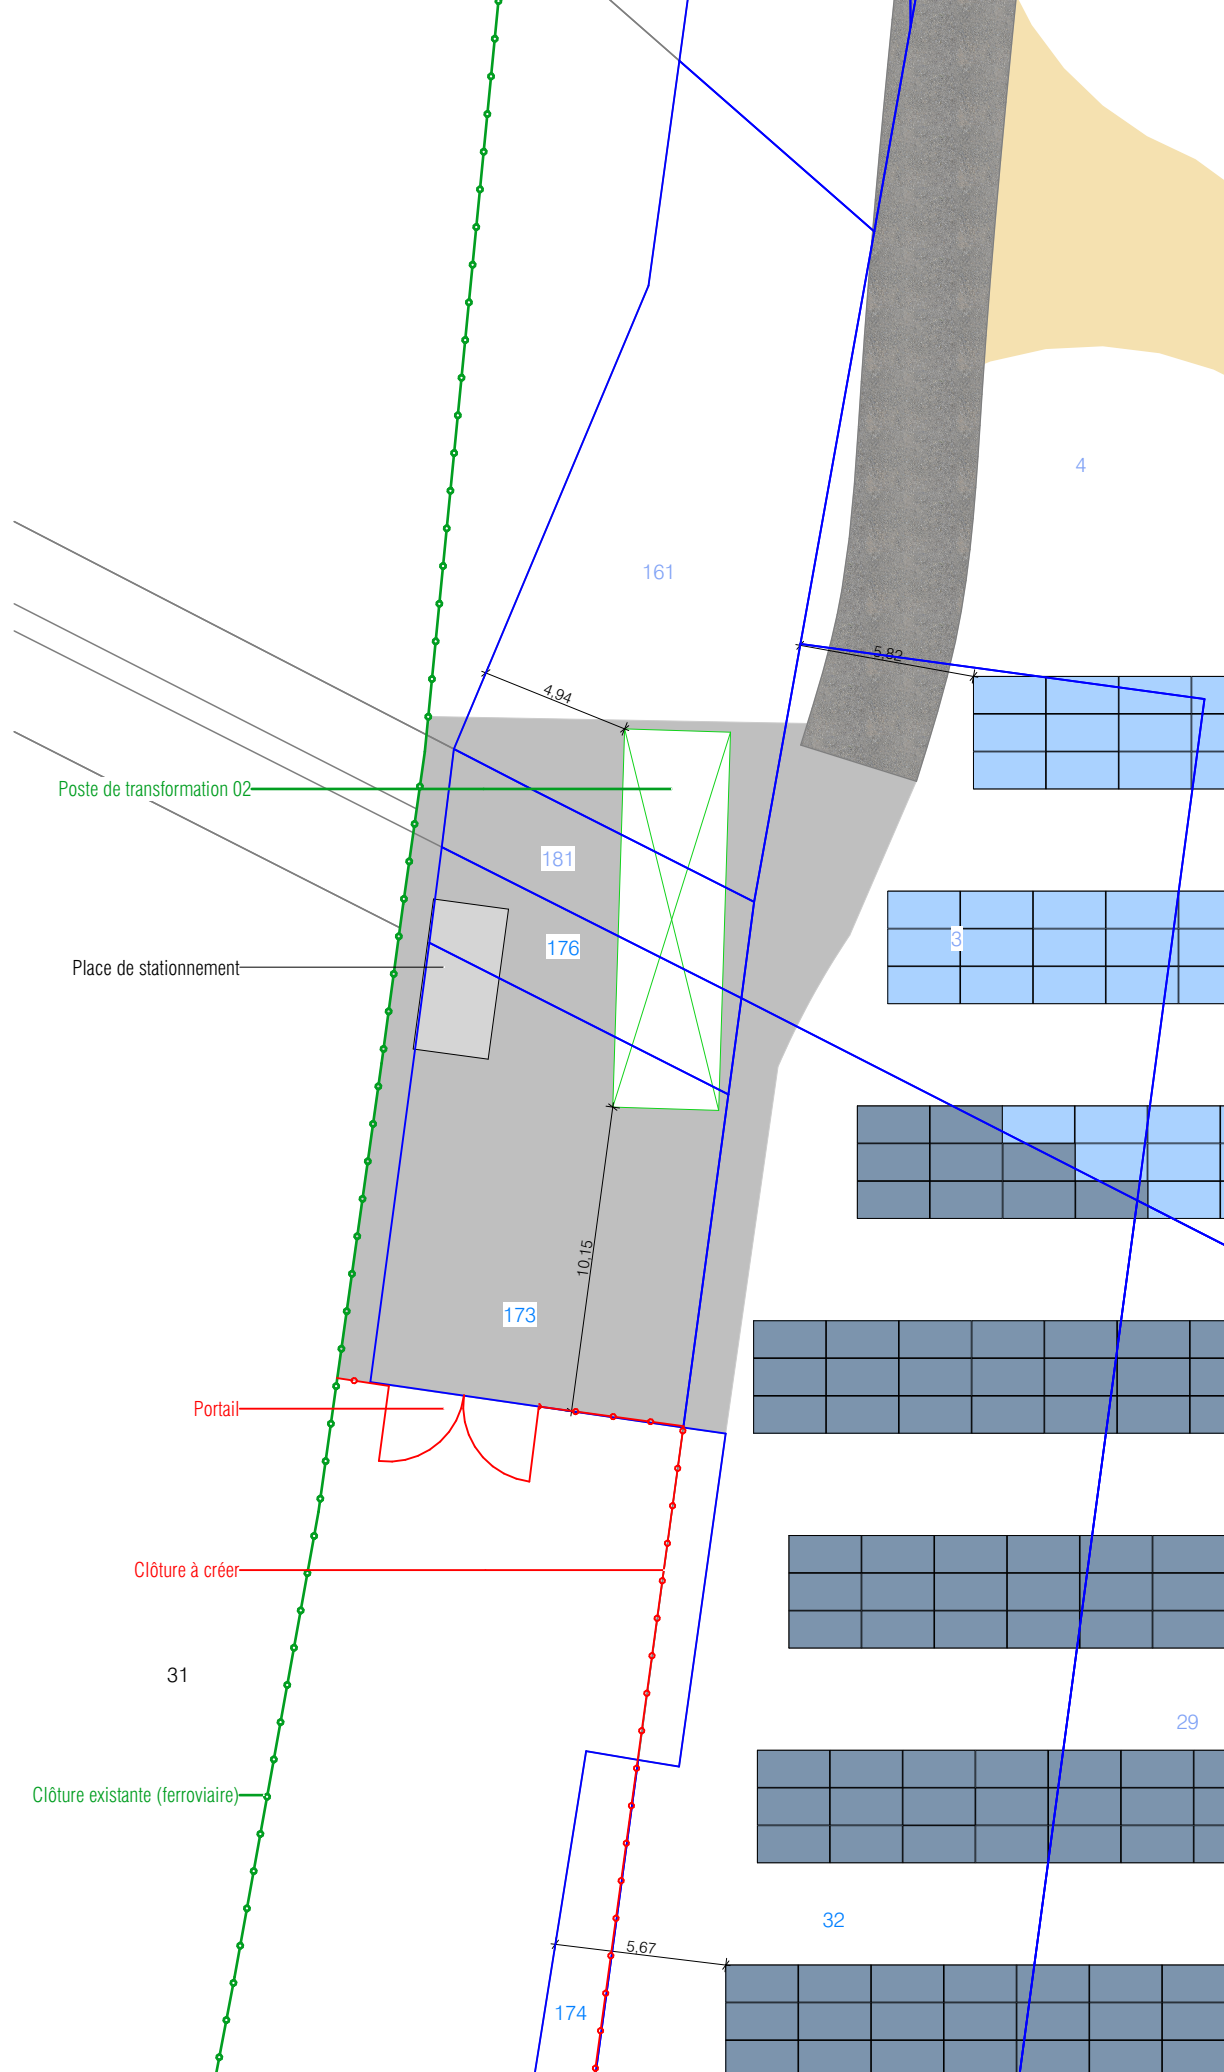 4
161
5,82
4,94
Poste de transformation 02
181
3
176
Place de stationnement
10,15
173
Portail
Clôture à créer
31
29
Clôture existante (ferroviaire)
32
5,67
174